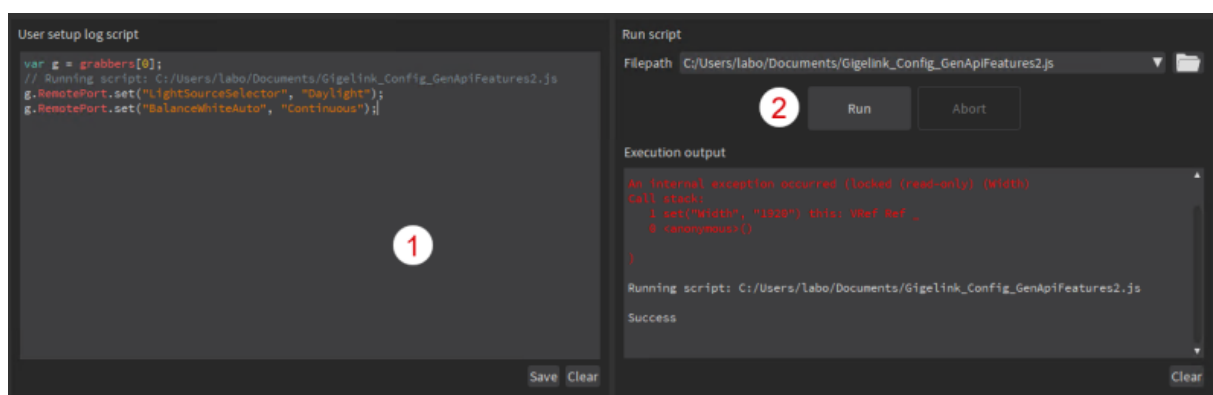 User setup log script
var g = grabbers[0];
// Running script: C:/Users/labo/Documents/Gigelink_Config_GenApiFeatures2.js
g.RemotePort.set("LightSourceSelector", "Daylight");
g.RemotePort.set("BalanceWhiteAuto", "Continuous");
1
Save Clear
Run script
Filepath C:/Users/labo/Documents/Gigelink_Config_GenApiFeatures2.js
2 Run Abort
Execution output
An internal exception occurred (locked (read-only) (Width)
Call stack:
1 set("Width", "1920") this: VRef Ref _
0 <anonymous>()
]
Running script: C:/Users/labo/Documents/Gigelink_Config_GenApiFeatures2.js
Success
Clear